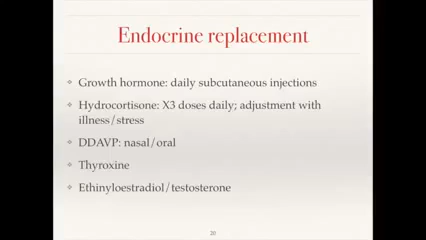 Endocrine replacement
Growth hormone: daily subcutaneous injections
Hydrocortisone: X3 doses daily; adjustment with
illness/stress
DDAVP: nasal/oral
Thyroxine
Ethinyloestradiol/testosterone
20